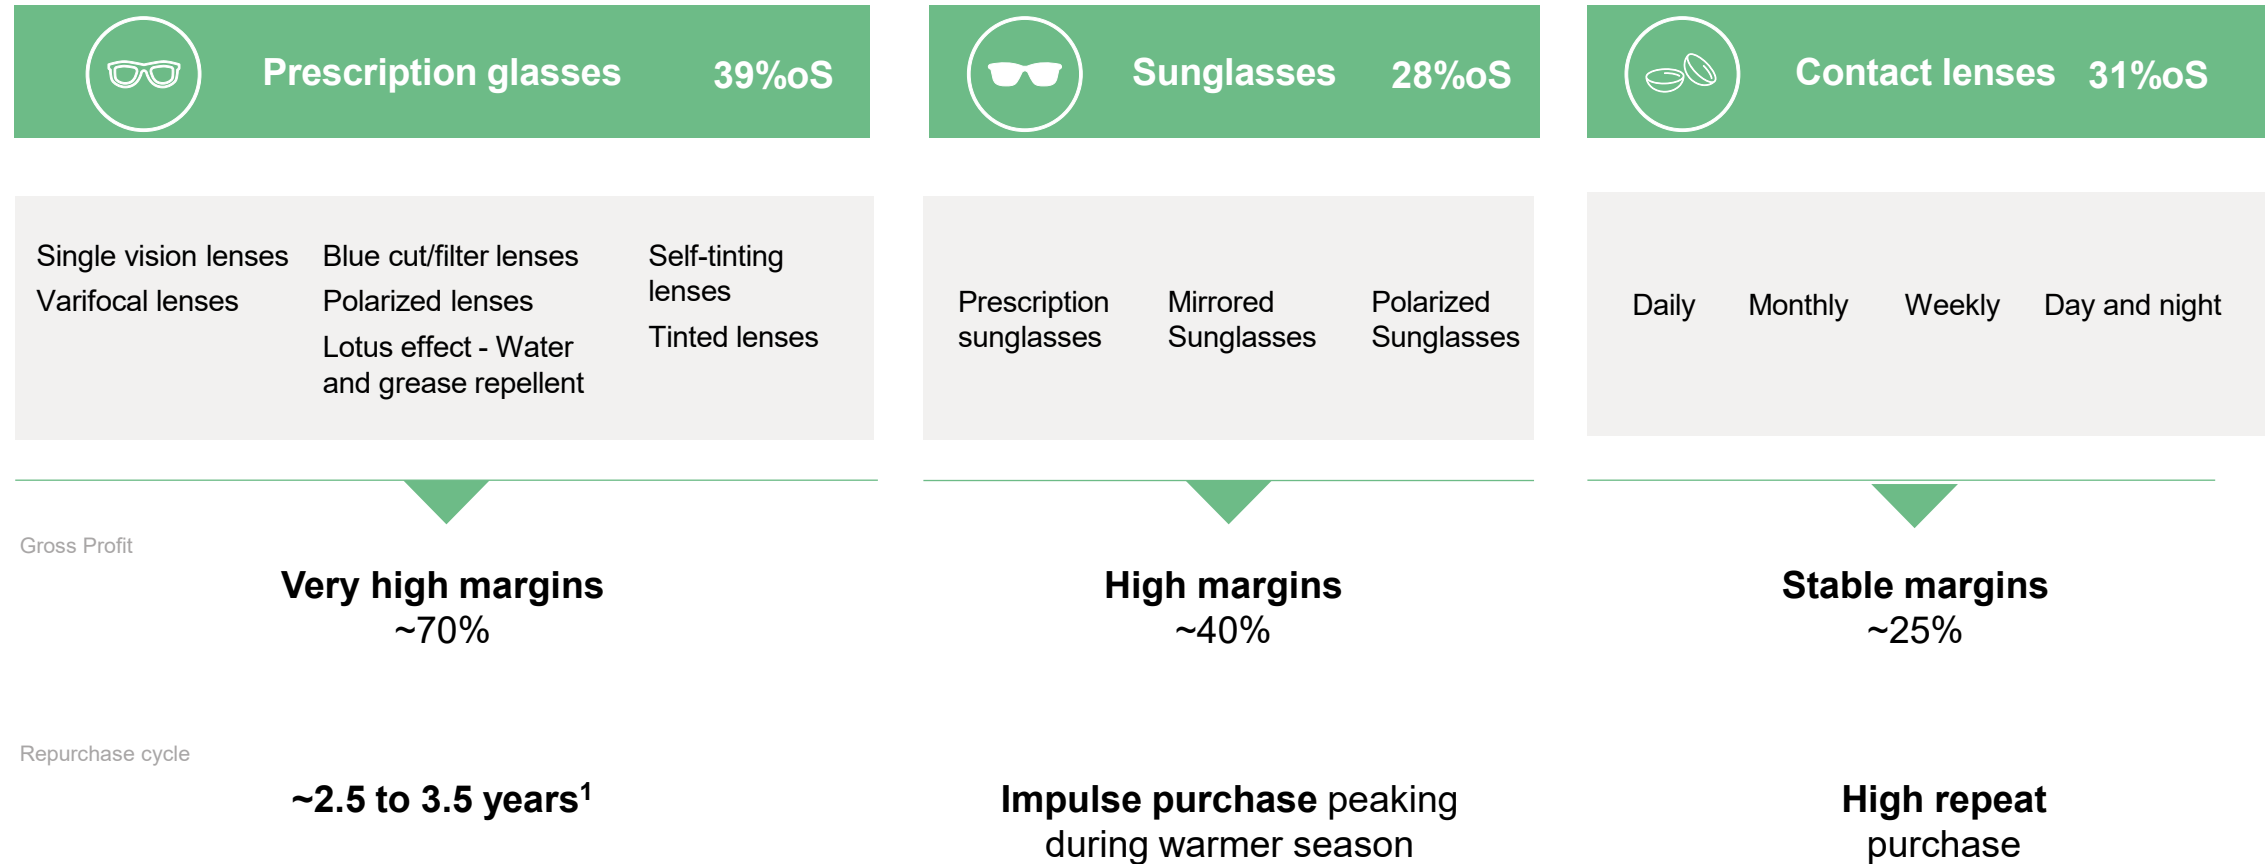 Prescription glasses 39%oS
Sunglasses 28%oS
Contact lenses 31%oS
Single vision lenses
Varifocal lenses
Blue cut/filter lenses
Polarized lenses
Lotus effect - Water
and grease repellent
Self-tinting
lenses
Tinted lenses
Prescription
sunglasses
Mirrored
Sunglasses
Polarized
Sunglasses
Daily
Monthly
Weekly
Day and night
Gross Profit
Very high margins
~70%
High margins
~40%
Stable margins
~25%
Repurchase cycle
~2.5 to 3.5 years¹
Impulse purchase peaking
during warmer season
High repeat
purchase